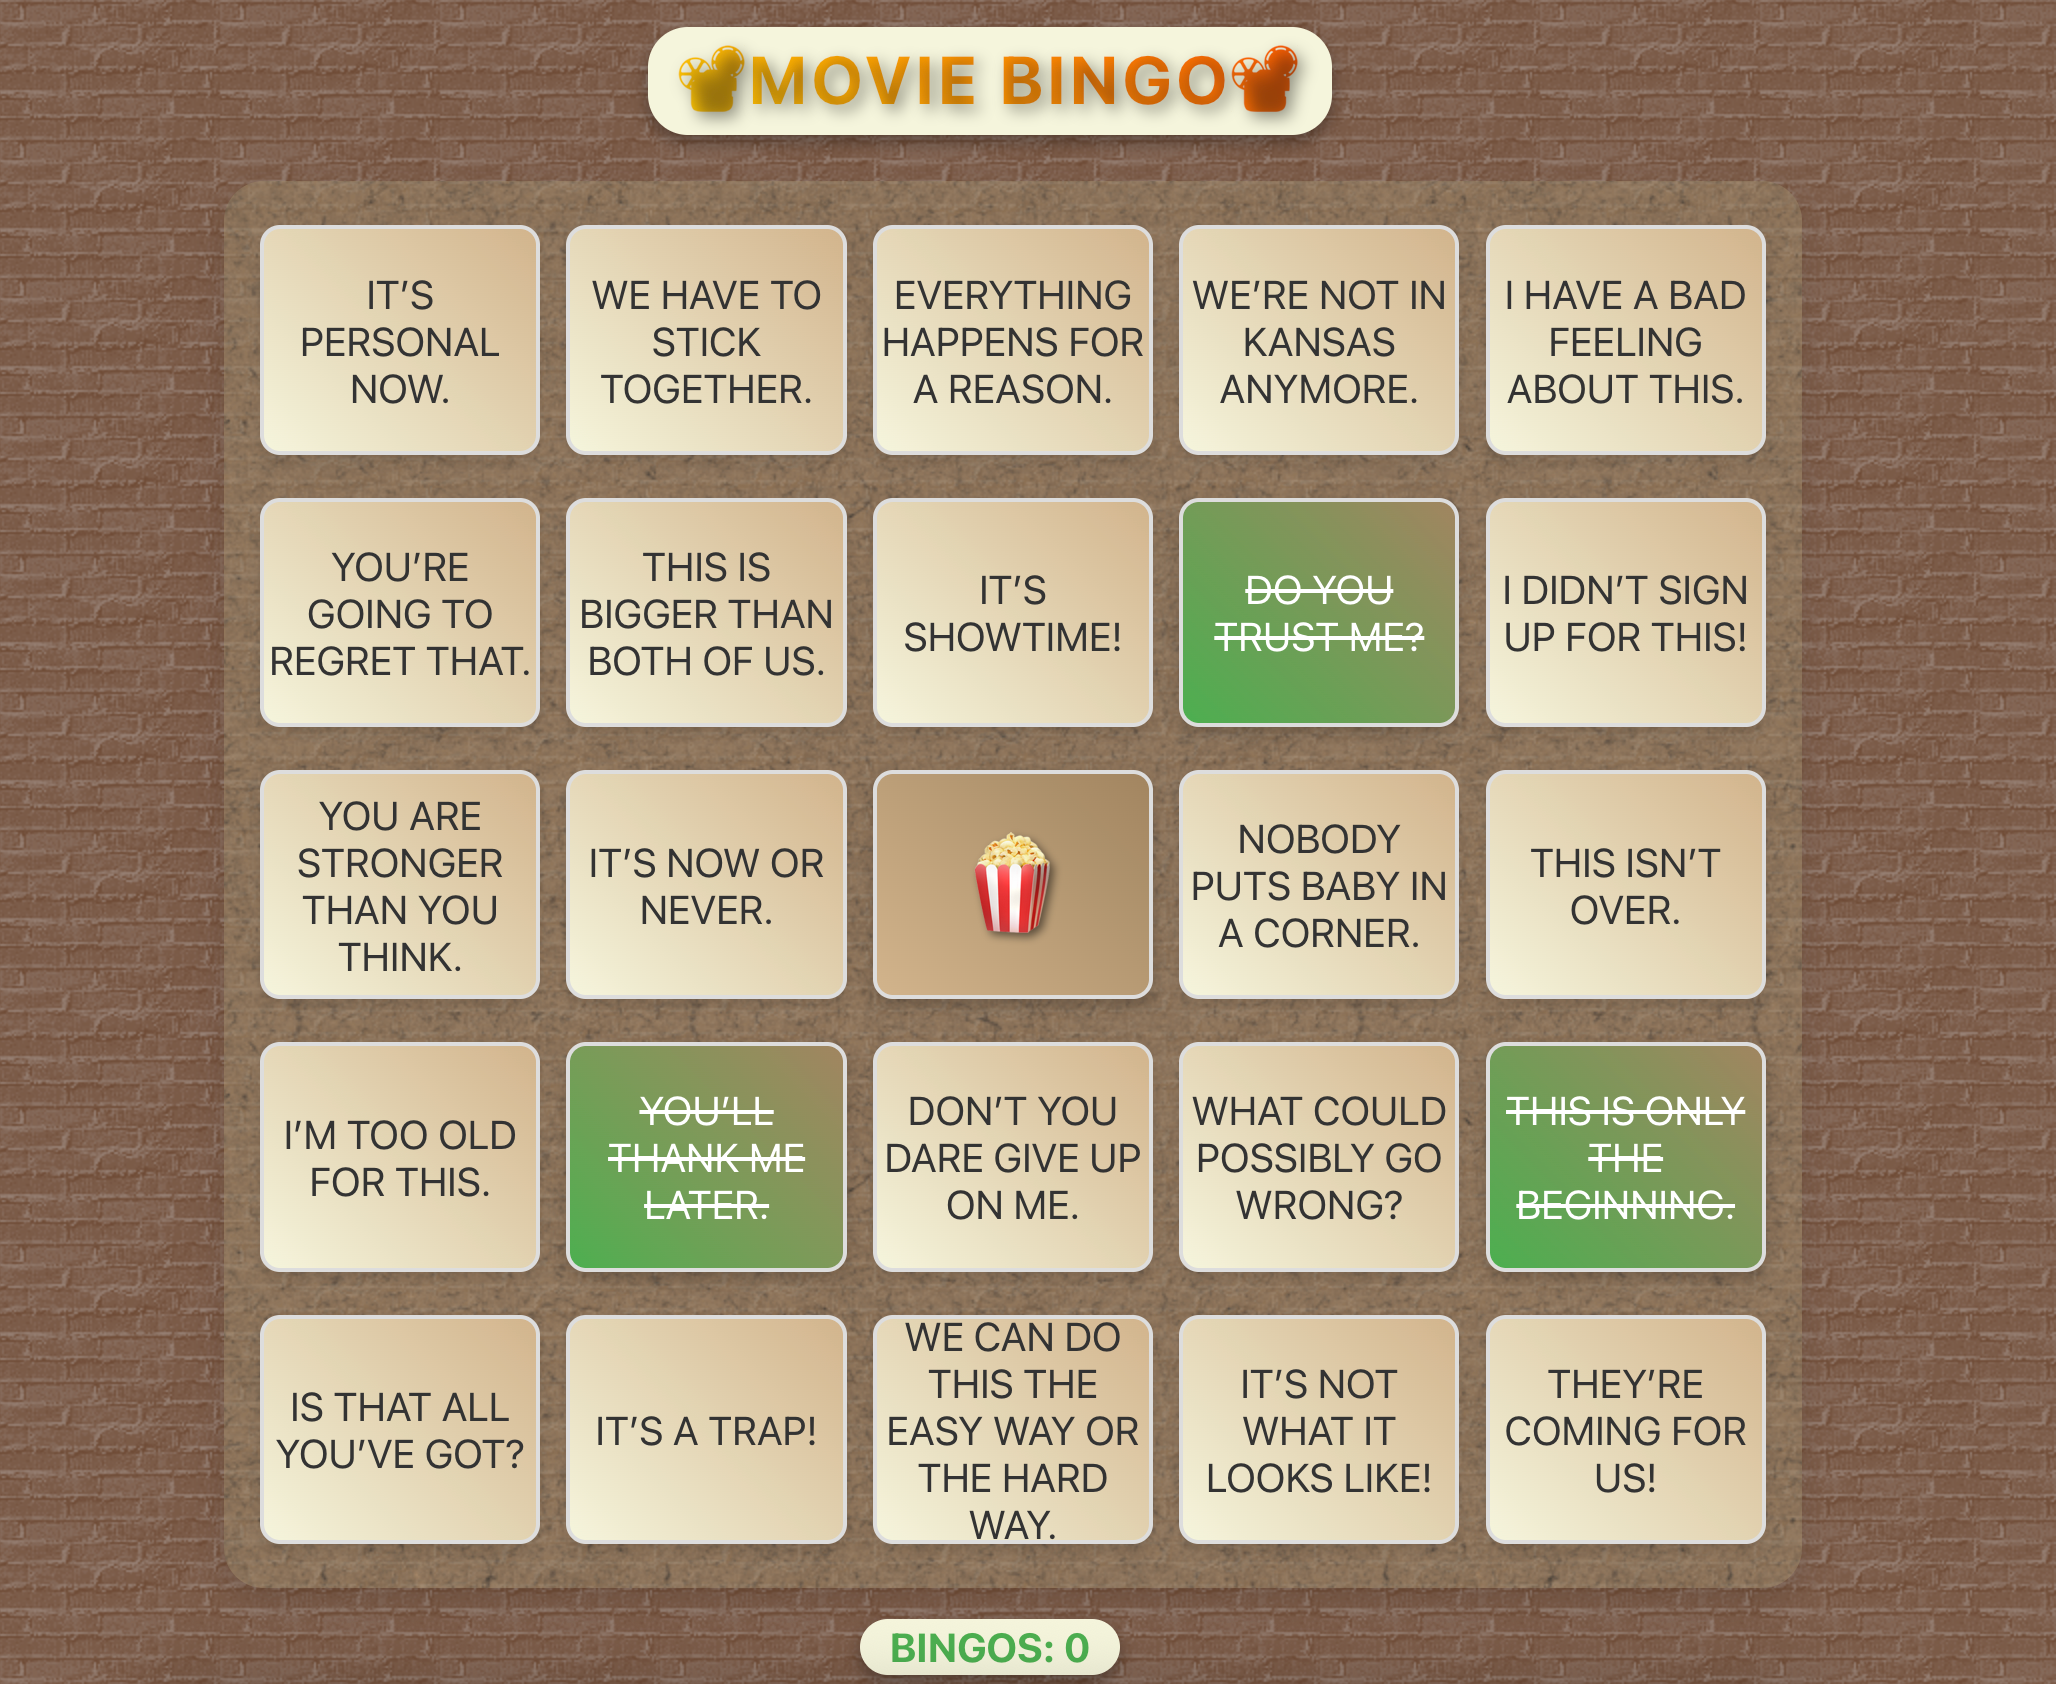 MOVIE BINGO
IT'S
PERSONAL
NOW.
WE HAVE TO
STICK
TOGETHER.
EVERYTHING
HAPPENS FOR
A REASON.
WE'RE NOT IN
KANSAS
ANYMORE.
I HAVE A BAD
FEELING
ABOUT THIS.
YOU'RE
GOING TO
REGRET THAT.
THIS IS
BIGGER THAN
BOTH OF US.
IT'S
SHOWTIME!
DO YOU
TRUST ME?
I DIDN'T SIGN
UP FOR THIS!
YOU ARE
STRONGER
THAN YOU
THINK.
IT'S NOW OR
NEVER.
NOBODY
PUTS BABY IN
A CORNER.
THIS ISN'T
OVER.
I'M TOO OLD
FOR THIS.
YOU'LL
THANK ME
LATER.
DON'T YOU
DARE GIVE UP
ON ME.
WHAT COULD
POSSIBLY GO
WRONG?
THIS IS ONLY
THE
BEGINNING.
IS THAT ALL
YOU'VE GOT?
IT'S A TRAP!
WE CAN DO
THIS THE
EASY WAY OR
THE HARD
WAY.
IT'S NOT
WHAT IT
LOOKS LIKE!
THEY'RE
COMING FOR
US!
BINGOS: 0